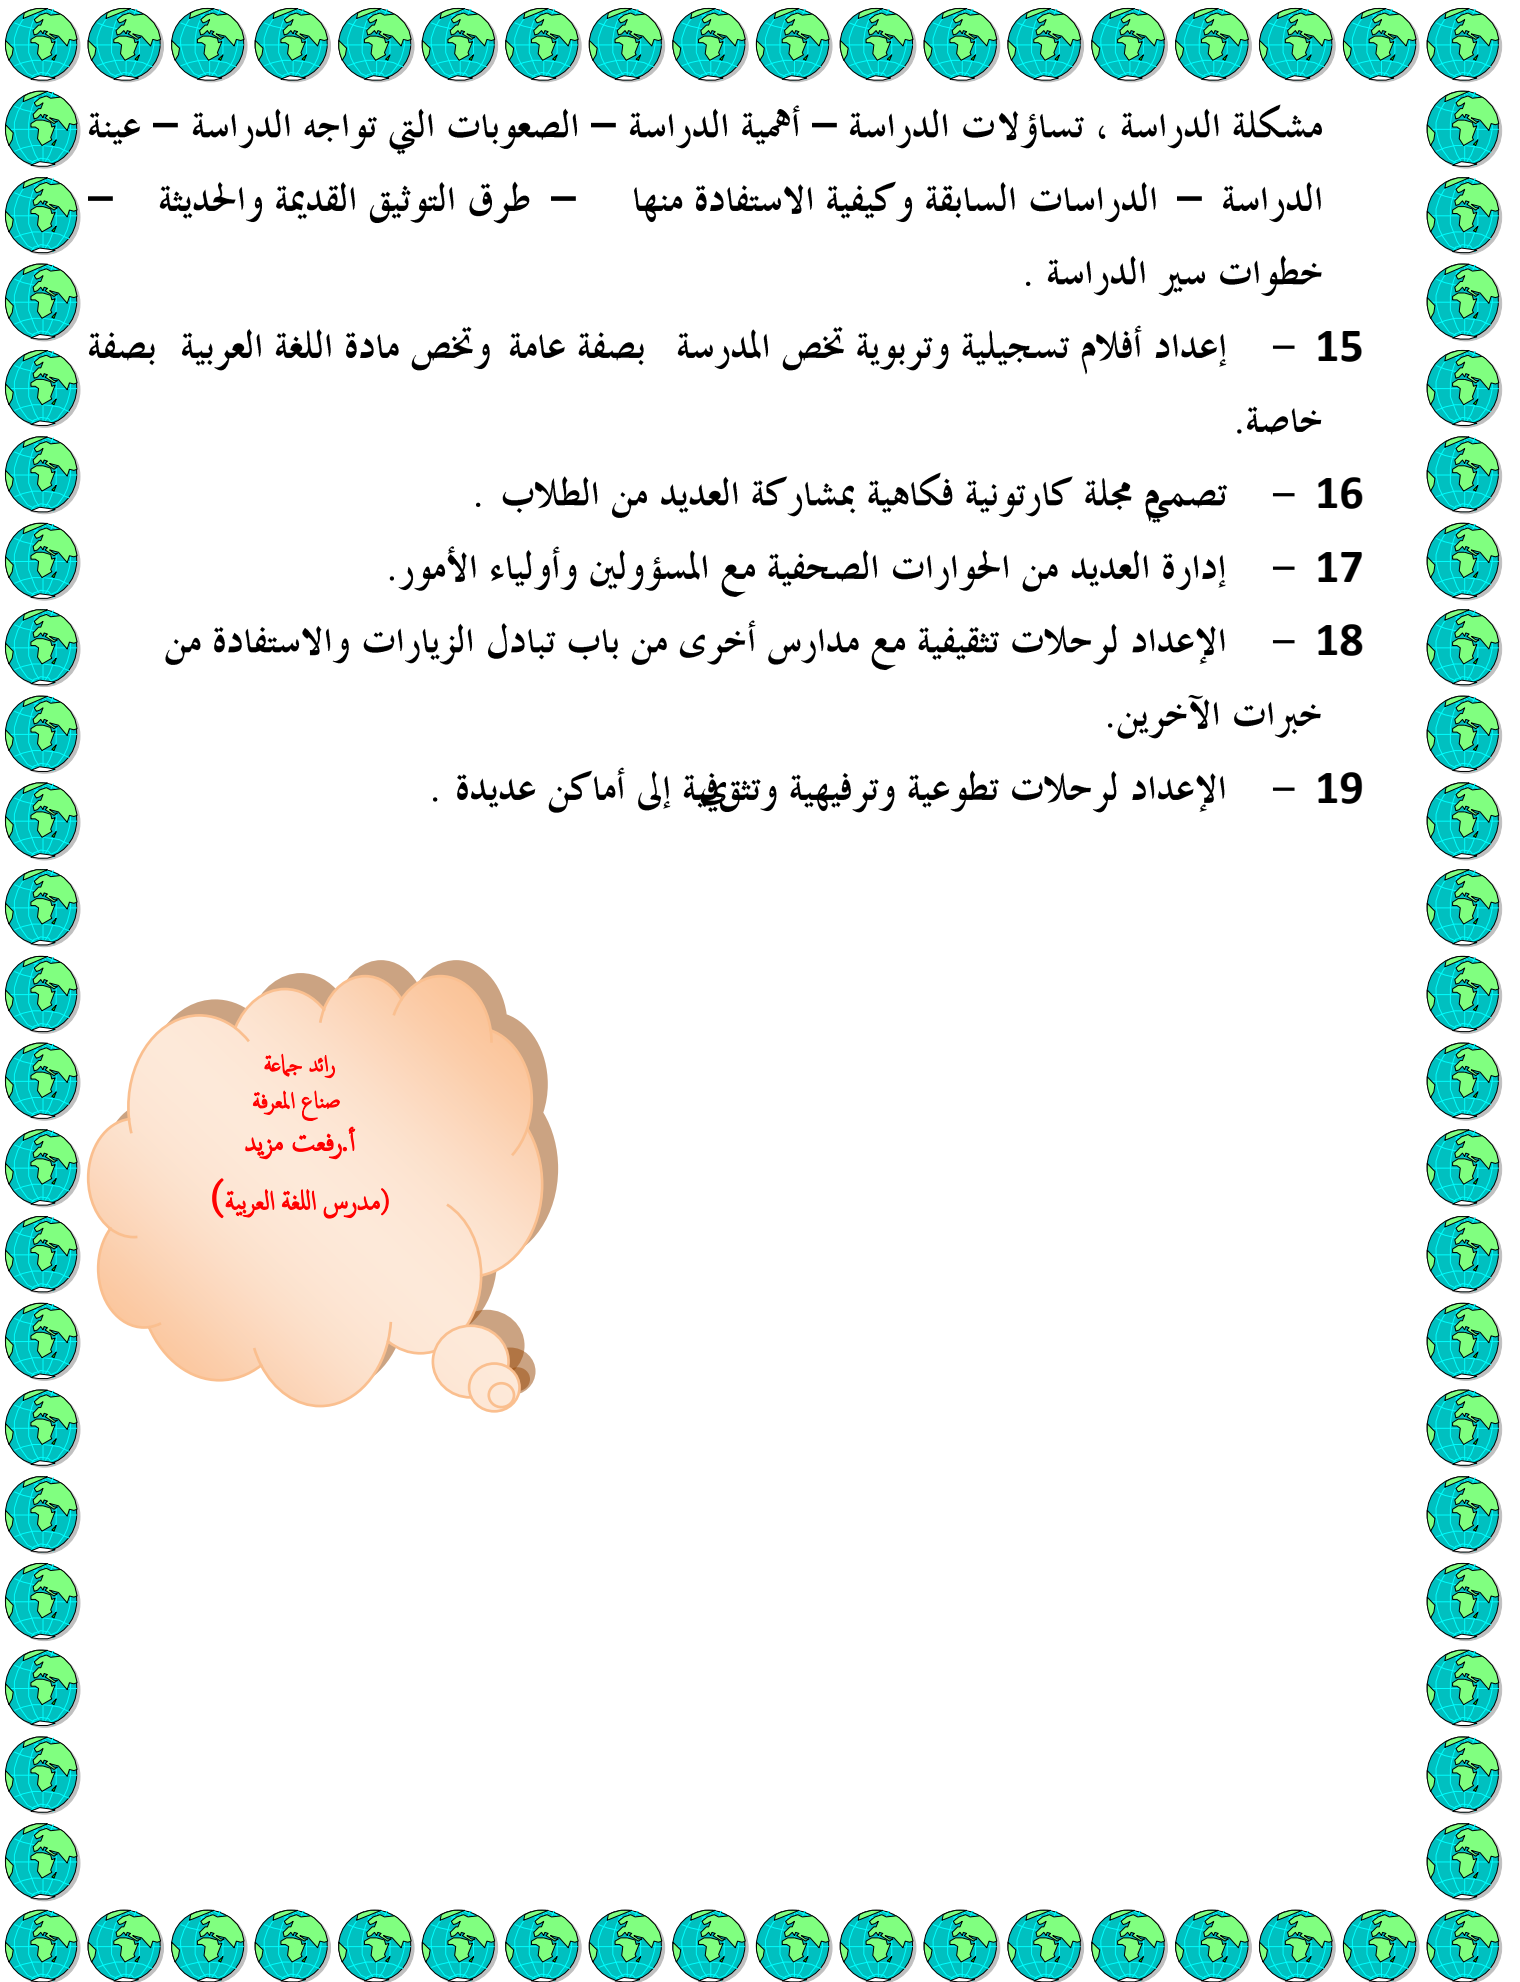 مشكلة الدراسة ، تساؤلات الدراسة – أهمية الدراسة – الصعوبات التي تواجه الدراسة – عينة
الدراسة – الدراسات السابقة وكيفية الاستفادة منها – طرق التوثيق القديمة والحديثة –
خطوات سير الدراسة .
15 – إعداد أفلام تسجيلية وتربوية تخص المدرسة بصفة عامة وتخص مادة اللغة العربية بصفة
خاصة.
16 – تصميم مجلة كارتونية فكاهية بمشاركة العديد من الطلاب .
17 – إدارة العديد من الحوارات الصحفية مع المسؤولين وأولياء الأمور.
18 – الإعداد لرحلات تثقيفية مع مدارس أخرى من باب تبادل الزيارات والاستفادة من
خبرات الآخرين.
19 – الإعداد لرحلات تطوعية وترفيهية وتثقيفية إلى أماكن عديدة .
رائد جماعة
صناع المعرفة
أ.رفعت مزيد
(مدرس اللغة العربية)